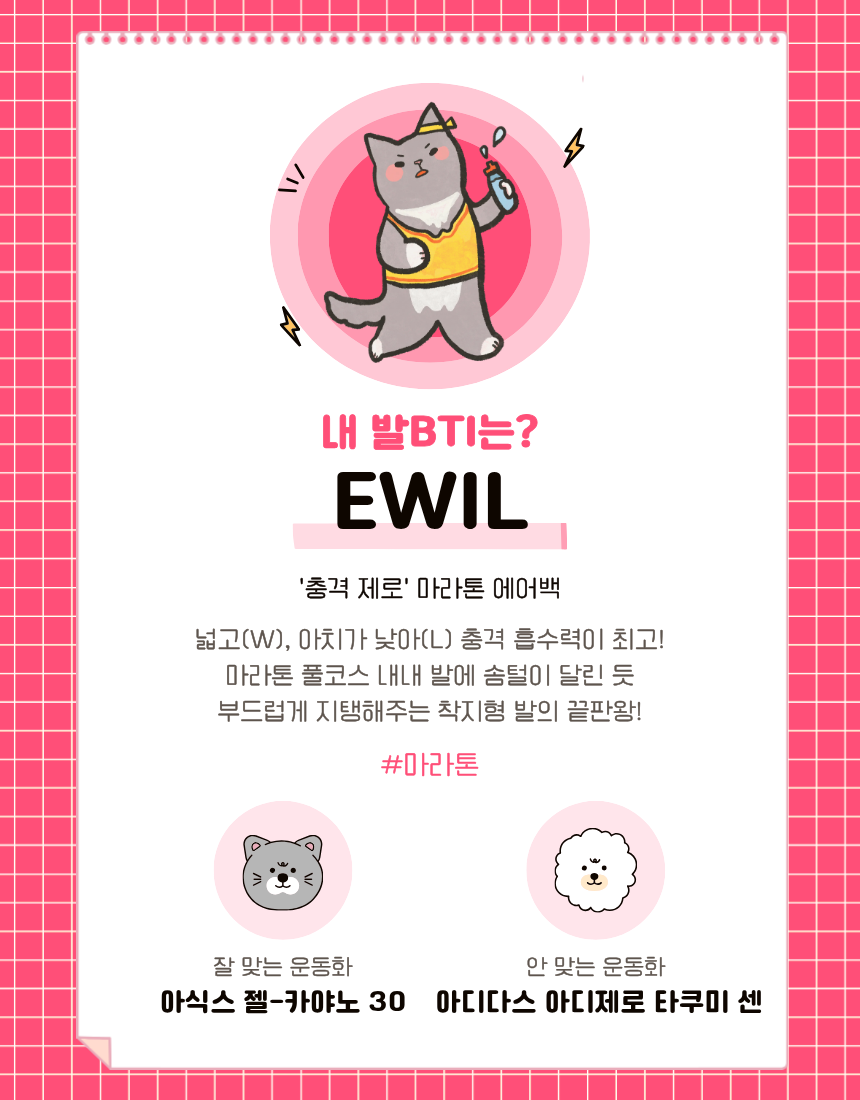 내 발BTI는?
EWIL
'충격 제로' 마라톤 에어백
넓고(W), 아치가 낮아(L) 충격 흡수력이 최고!
마라톤 풀코스 내내 발에 솜털이 달린 듯
부드럽게 지탱해주는 착지형 발의 끝판왕!
#마라톤
잘 맞는 운동화
아식스 젤-카야노 30
안 맞는 운동화
아디다스 아디제로 타쿠미 센